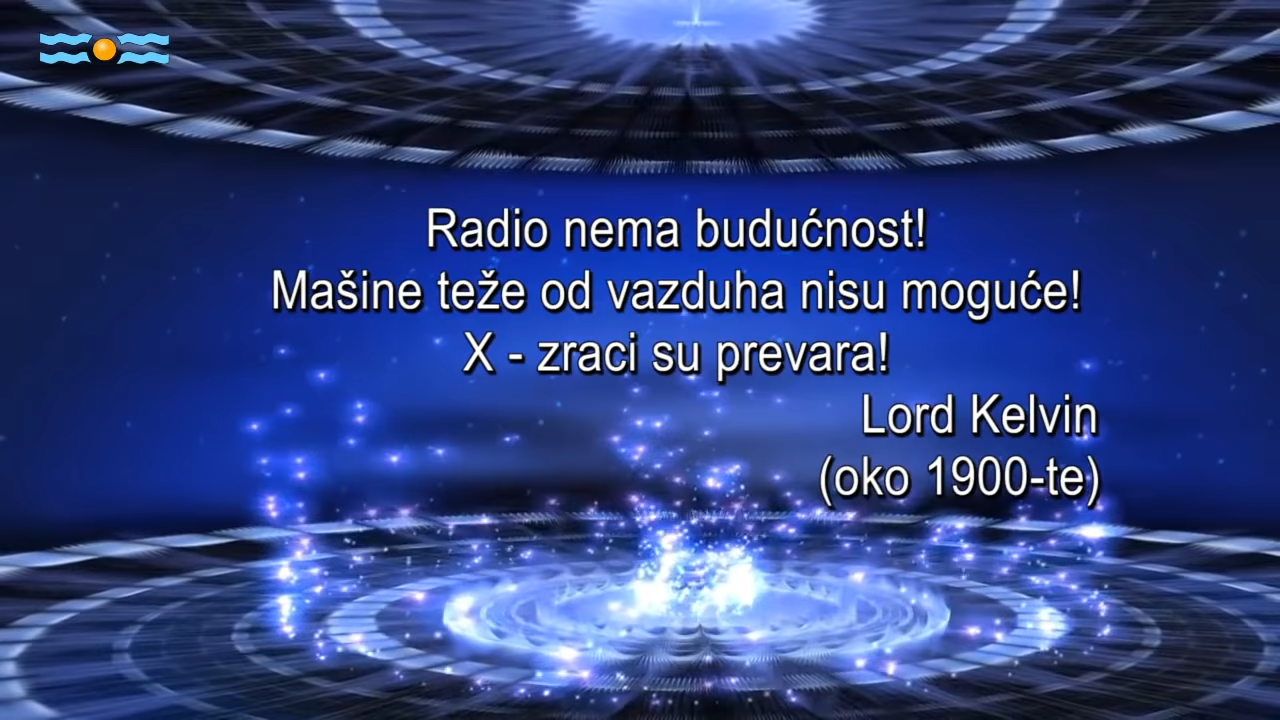 Radio nema budućnost!
Mašine teže od vazduha nisu moguće!
X - zraci su prevara!
Lord Kelvin
(oko 1900-te)